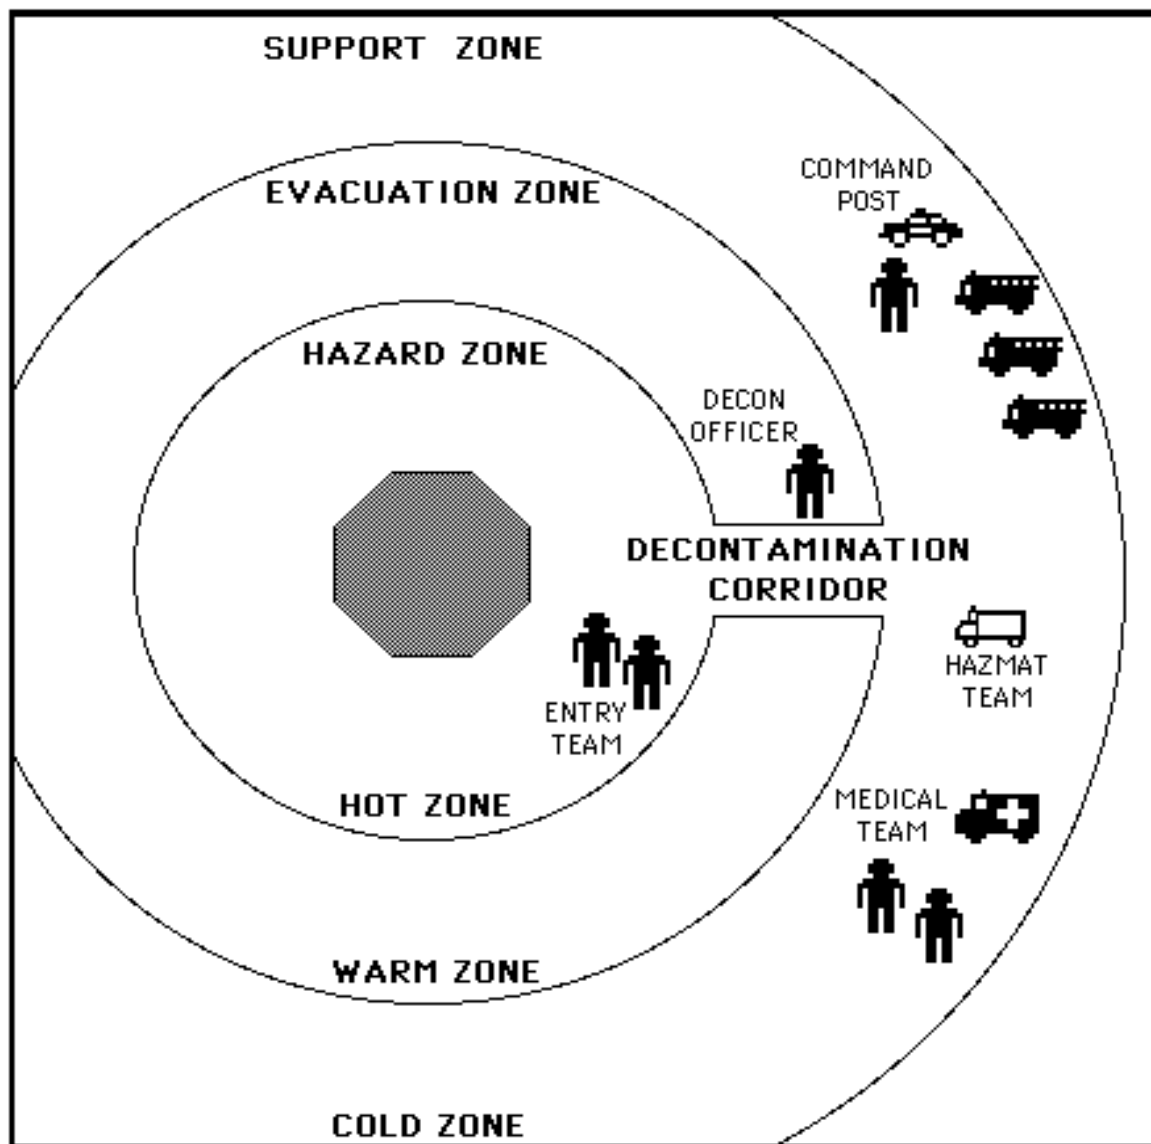 SUPPORT ZONE
COMMAND
POST
EVACUATION ZONE
HAZARD ZONE
DECON
OFFICER
DECONTAMINATION
CORRIDOR
HAZMAT
TEAM
ENTRY
TEAM
HOT ZONE
MEDICAL
TEAM
WARM ZONE
COLD ZONE